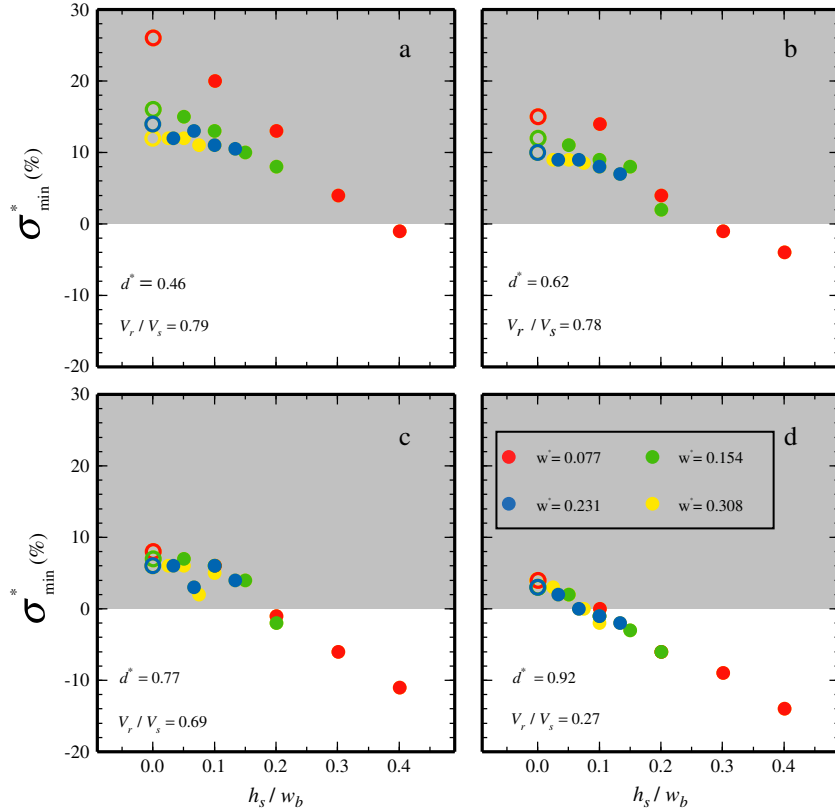 30
20
10
0
-10
-20
σ*min (%)
a
d* = 0.46
Vr / Vs = 0.79
b
d* = 0.62
Vr / Vs = 0.78
30
20
10
0
-10
-20
σ*min (%)
c
d* = 0.77
Vr / Vs = 0.69
d
w* = 0.077
w* = 0.154
w* = 0.231
w* = 0.308
d* = 0.92
Vr / Vs = 0.27
0.0 0.1 0.2 0.3 0.4
0.0 0.1 0.2 0.3 0.4
hs / wb
hs / wb